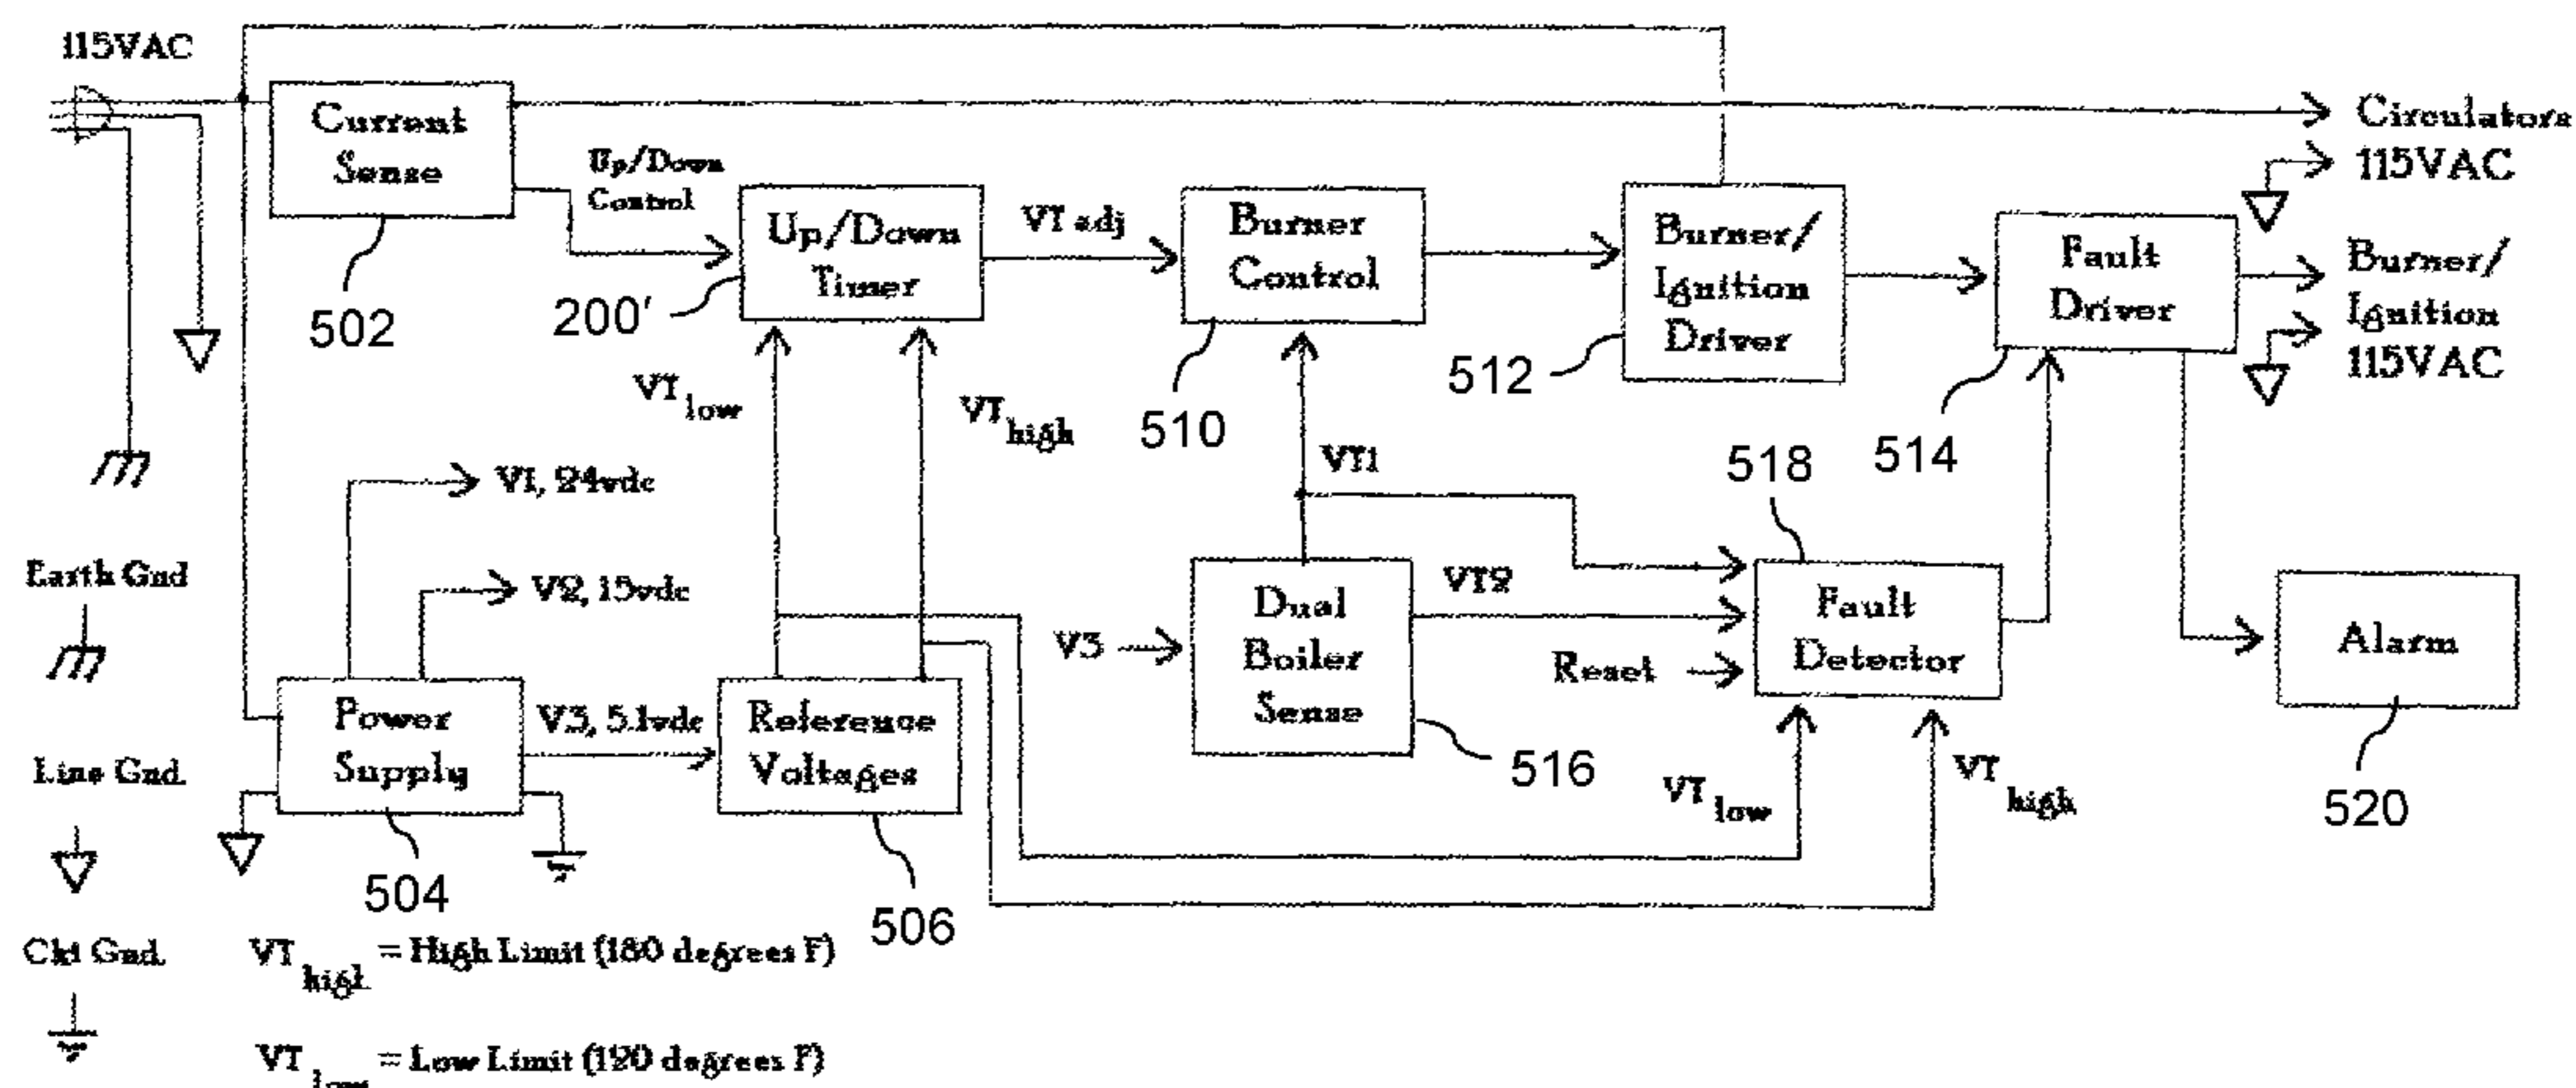 115VAC
Current
Sense
502
Up/Down
Control
Up/Down
Timer
200'
VT adj
Burner
Control
510
Burner/
Ignition
Driver
512
Fault
Driver
514
Circulators
115VAC
Burner/
Ignition
115VAC
VT low
VT high
V1, 24vdc
V2, 15vdc
Earth Gnd
Line Gnd.
Ckt Gnd.
Power
Supply
504
V3, 5.1vdc
Reference
Voltages
506
VT1
V3
Dual
Boiler
Sense
516
VT2
Reset
518
Fault
Detector
VT low
VT high
Alarm
520
VT high = High Limit (180 degrees F)
VT low = Low Limit (120 degrees F)